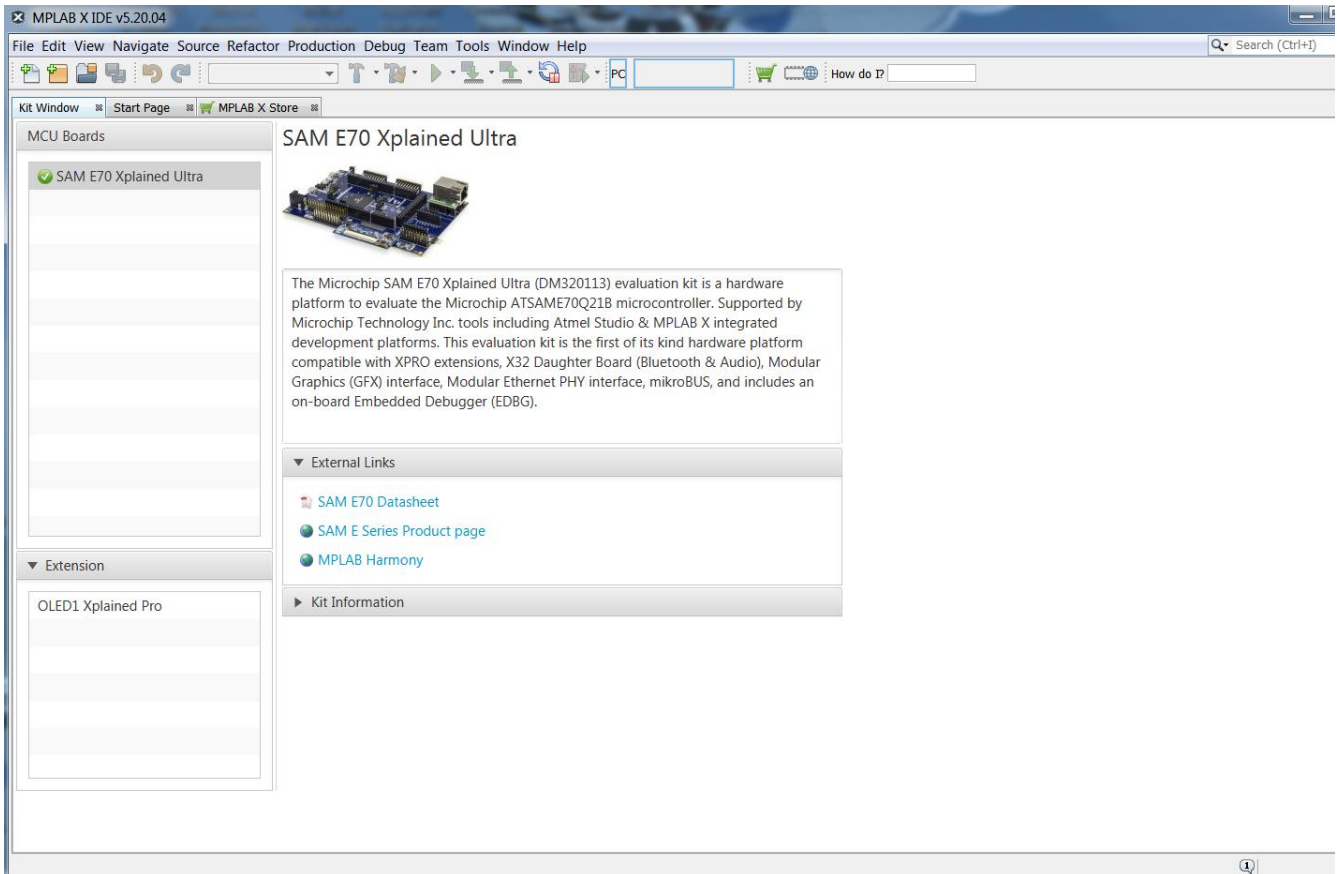 MPLAB X IDE v5.20.04
File Edit View Navigate Source Refactor Production Debug Team Tools Window Help
Search (Ctrl+I)
PC
How do I?
Kit Window Start Page MPLAB X Store
MCU Boards
SAM E70 Xplained Ultra
SAM E70 Xplained Ultra
The Microchip SAM E70 Xplained Ultra (DM320113) evaluation kit is a hardware
platform to evaluate the Microchip ATSAME70Q21B microcontroller. Supported by
Microchip Technology Inc. tools including Atmel Studio & MPLAB X integrated
development platforms. This evaluation kit is the first of its kind hardware platform
compatible with XPRO extensions, X32 Daughter Board (Bluetooth & Audio), Modular
Graphics (GFX) interface, Modular Ethernet PHY interface, mikroBUS, and includes an
on-board Embedded Debugger (EDBG).
External Links
SAM E70 Datasheet
SAM E Series Product page
MPLAB Harmony
Kit Information
Extension
OLED1 Xplained Pro
1